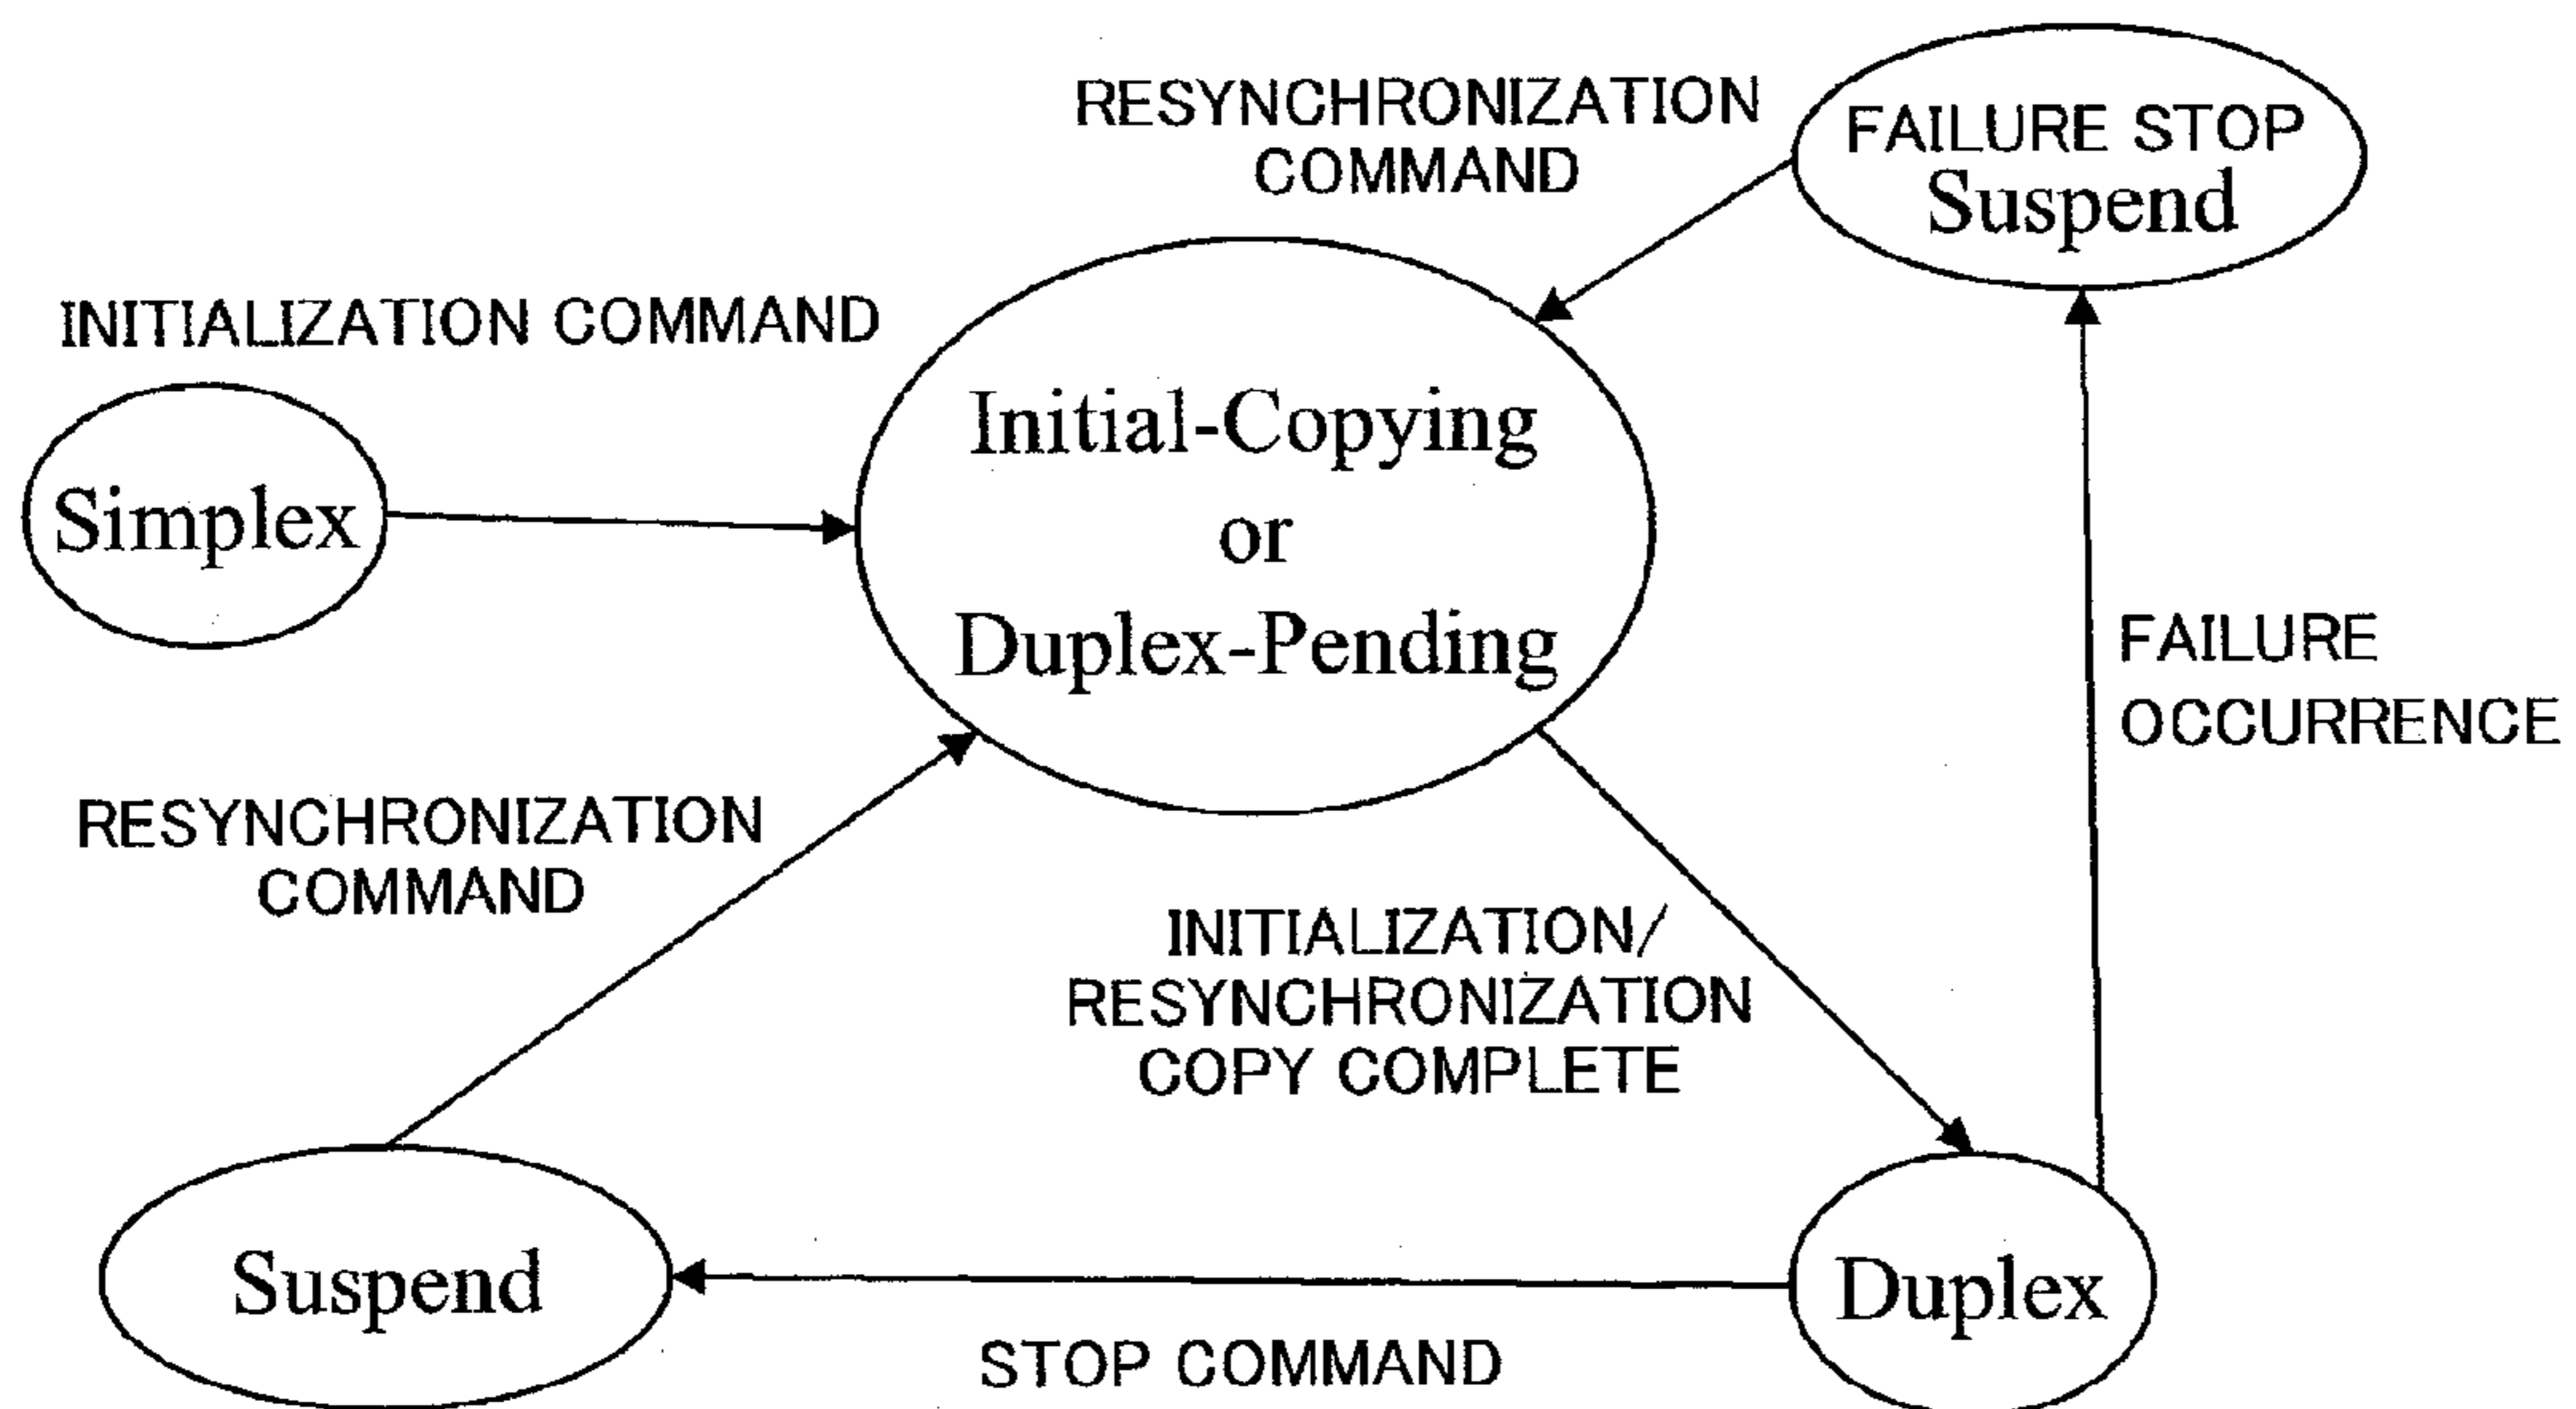 RESYNCHRONIZATION
COMMAND
FAILURE STOP
Suspend
INITIALIZATION COMMAND
Simplex
Initial-Copying
or
Duplex-Pending
FAILURE
OCCURRENCE
RESYNCHRONIZATION
COMMAND
INITIALIZATION/
RESYNCHRONIZATION
COPY COMPLETE
Suspend
Duplex
STOP COMMAND